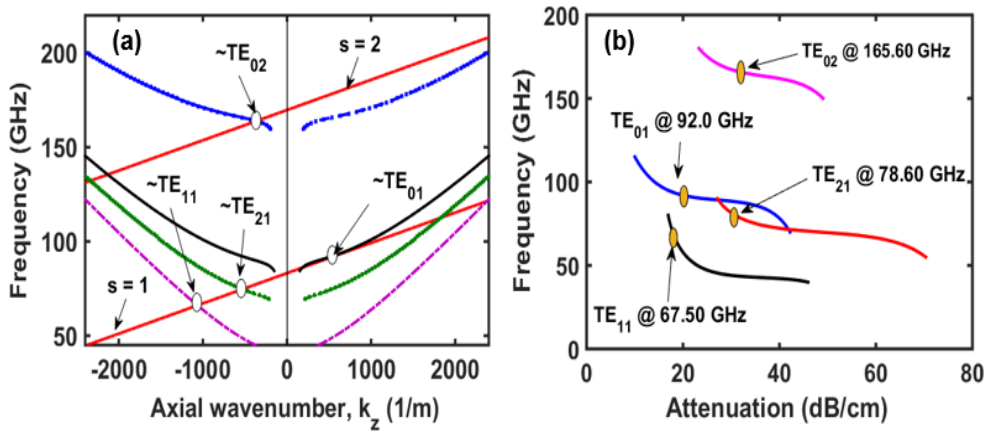 (a)
~TE02
s = 2
~TE11
~TE21
~TE01
s = 1
200
150
100
50
-2000 -1000 0 1000 2000
Frequency (GHz)
Axial wavenumber, kz (1/m)
(b)
TE02 @ 165.60 GHz
TE01 @ 92.0 GHz
TE21 @ 78.60 GHz
TE11 @ 67.50 GHz
200
150
100
50
0
0 20 40 60 80
Frequency (GHz)
Attenuation (dB/cm)